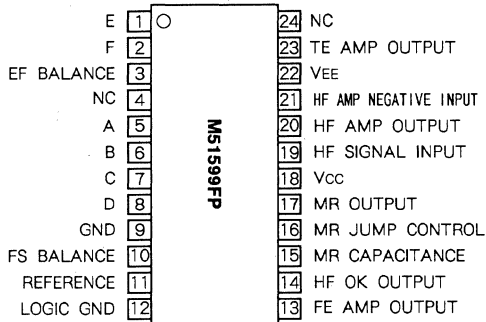 E 1 24 NC
F 2 23 TE AMP OUTPUT
EF BALANCE 3 22 VEE
NC 4 21 HF AMP NEGATIVE INPUT
A 5 20 HF AMP OUTPUT
B 6 19 HF SIGNAL INPUT
C 7 18 VCC
D 8 17 MR OUTPUT
GND 9 16 MR JUMP CONTROL
FS BALANCE 10 15 MR CAPACITANCE
REFERENCE 11 14 HF OK OUTPUT
LOGIC GND 12 13 FE AMP OUTPUT
M51599FP